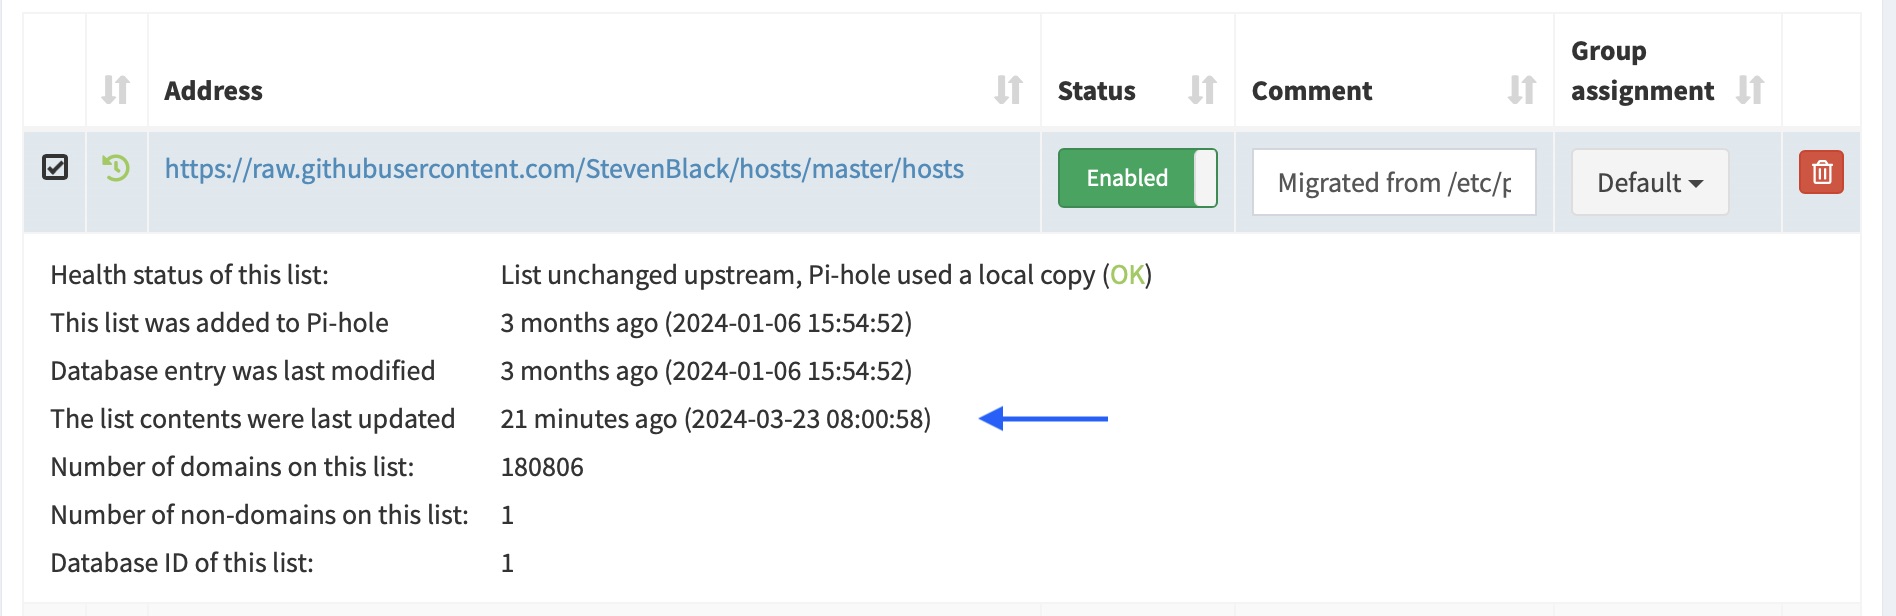 Address
Status
Comment
Group
assignment
https://raw.githubusercontent.com/StevenBlack/hosts/master/hosts
Enabled
Migrated from /etc/p
Default
Health status of this list: List unchanged upstream, Pi-hole used a local copy (OK)
This list was added to Pi-hole 3 months ago (2024-01-06 15:54:52)
Database entry was last modified 3 months ago (2024-01-06 15:54:52)
The list contents were last updated 21 minutes ago (2024-03-23 08:00:58)
Number of domains on this list: 180806
Number of non-domains on this list: 1
Database ID of this list: 1